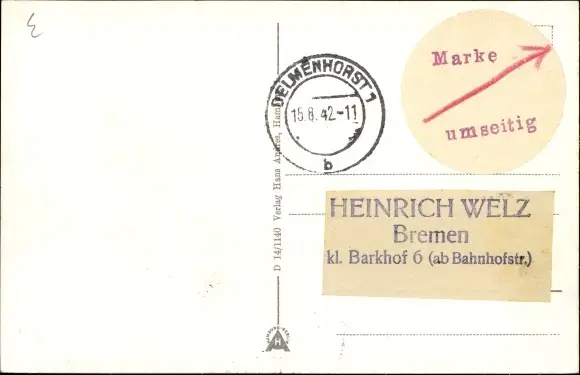 Marke
umseitig
DELMENHORST 1
15.8.42-11
b
HEINRICH WELZ
Bremen
kl. Barkhof 6 (ab Bahnhofstr.)
D 14/1140 Verlag Hans Andres, Ham
H